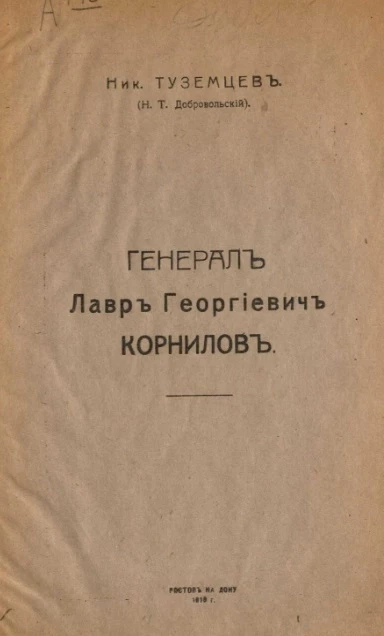 Ник. ТУЗЕМЦЕВЪ.
(Н. Т. Добровольскій).
ГЕНЕРАЛЪ
Лавръ Георгіевичъ
КОРНИЛОВЪ.
РОСТОВЪ НА ДОНУ
1918 г.